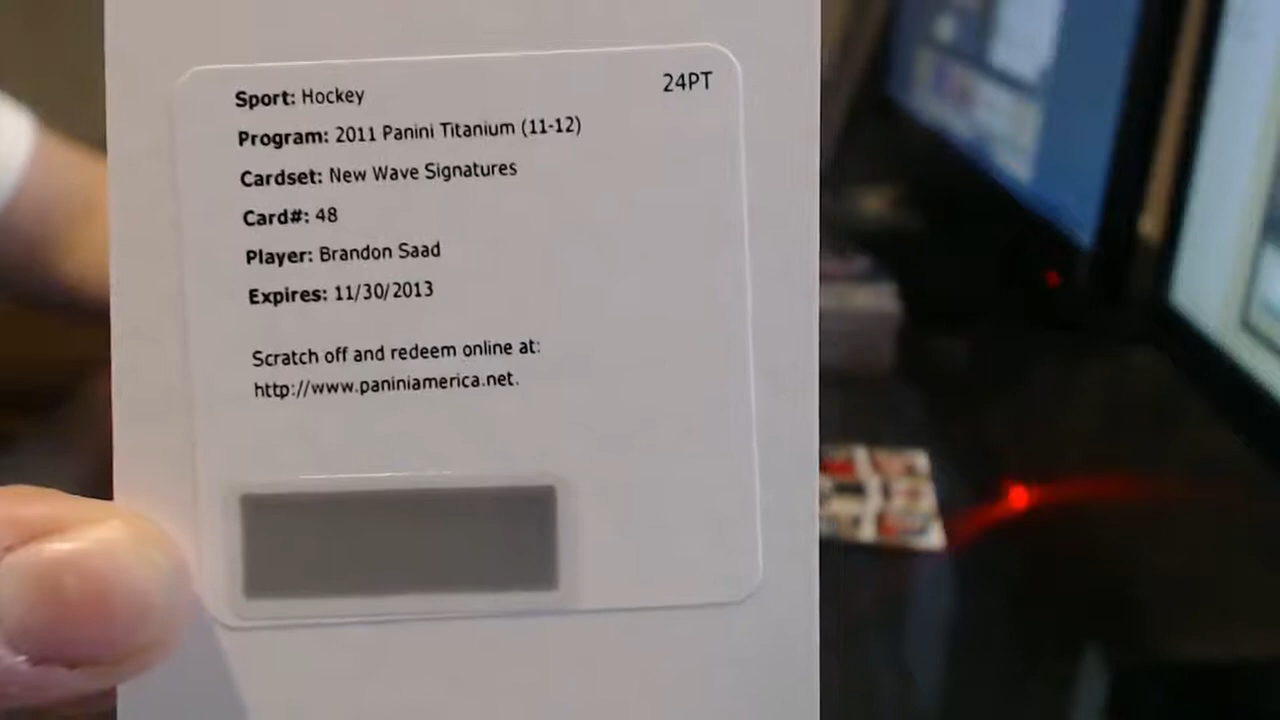 24PT
Sport: Hockey
Program: 2011 Panini Titanium (11-12)
Cardset: New Wave Signatures
Card#: 48
Player: Brandon Saad
Expires: 11/30/2013
Scratch off and redeem online at:
http://www.paniniamerica.net.